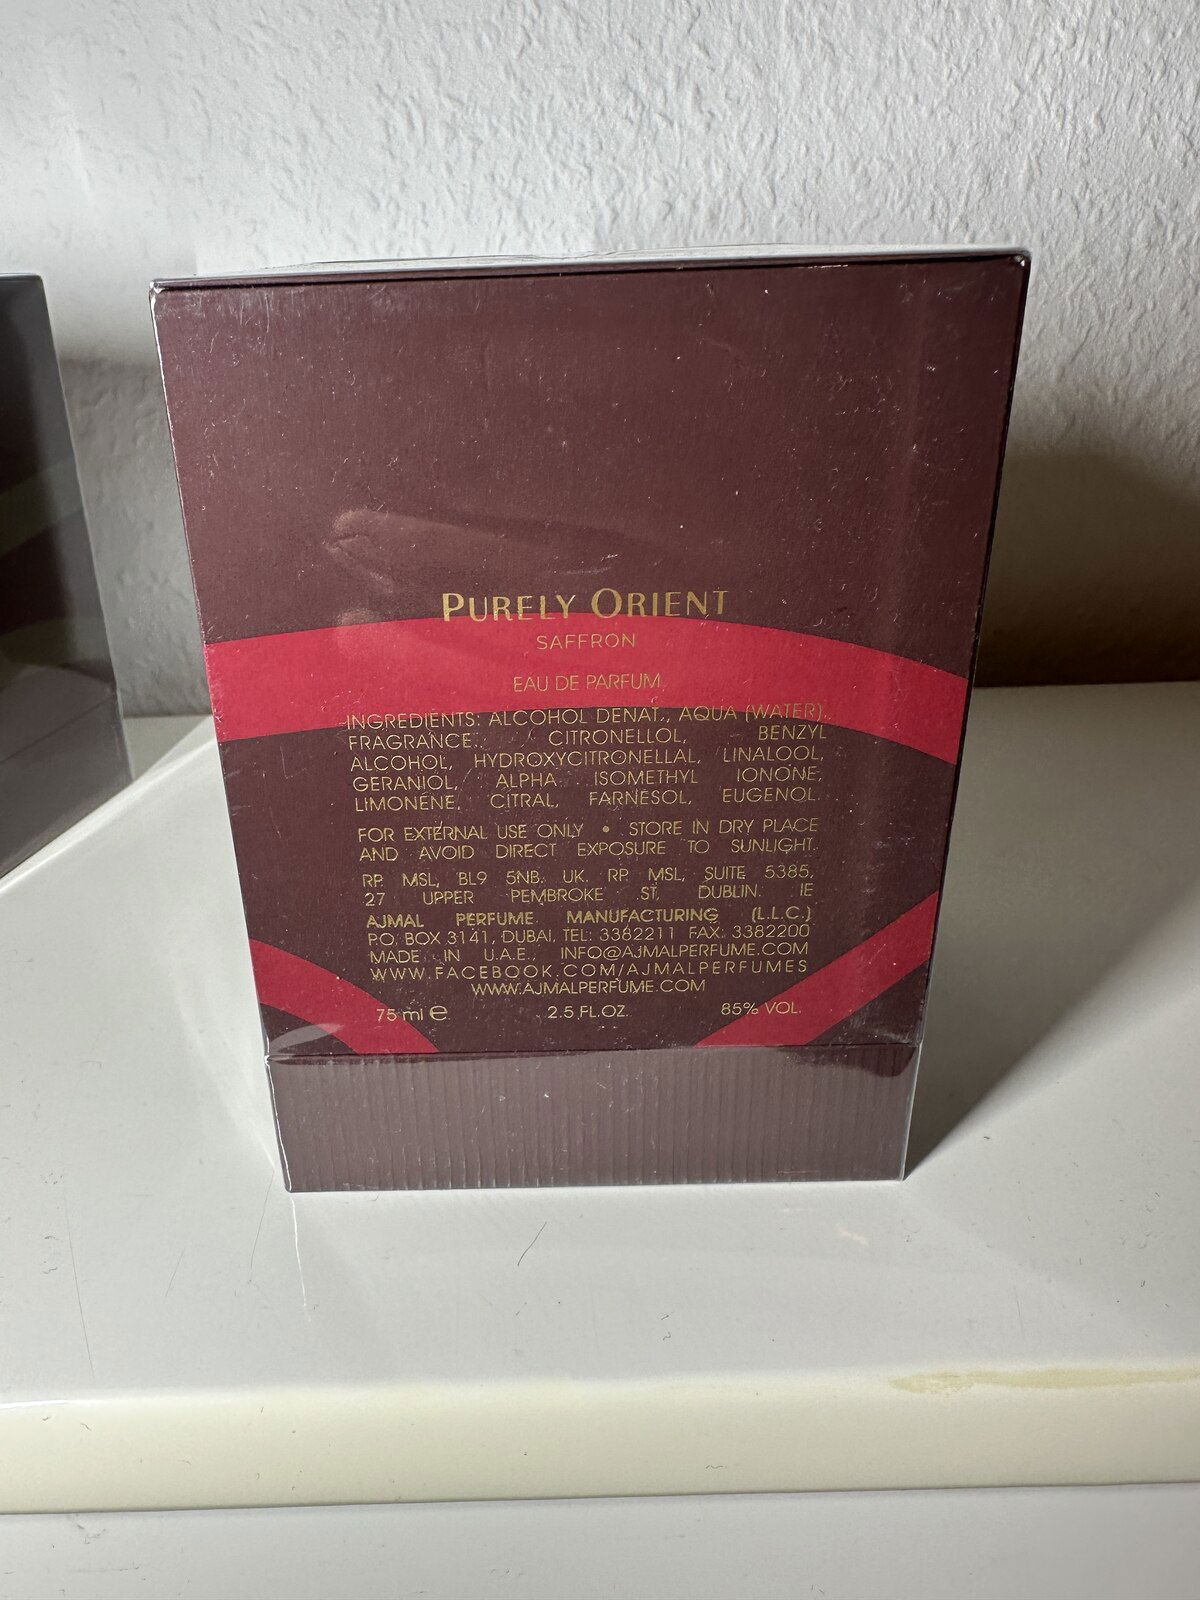 PURELY ORIENT
SAFFRON
EAU DE PARFUM
INGREDIENTS: ALCOHOL DENAT., AQUA (WATER),
FRAGRANCE, CITRONELLOL, BENZYL
ALCOHOL, HYDROXYCITRONELLAL, LINALOOL,
GERANIOL, ALPHA ISOMETHYL IONONE,
LIMONENE, CITRAL, FARNESOL, EUGENOL.
FOR EXTERNAL USE ONLY • STORE IN DRY PLACE
AND AVOID DIRECT EXPOSURE TO SUNLIGHT.
RP. MSL, BL9 5NB. UK. RP. MSL, SUITE 5385,
27 UPPER PEMBROKE ST, DUBLIN. IE
AJMAL PERFUME MANUFACTURING (L.L.C.)
P.O. BOX 3141, DUBAI, TEL: 3382211 FAX: 3382200
MADE IN U.A.E., INFO@AJMALPERFUME.COM
WWW.FACEBOOK.COM/AJMALPERFUMES
WWW.AJMALPERFUME.COM
75 ml e 2.5 FL.OZ. 85% VOL.